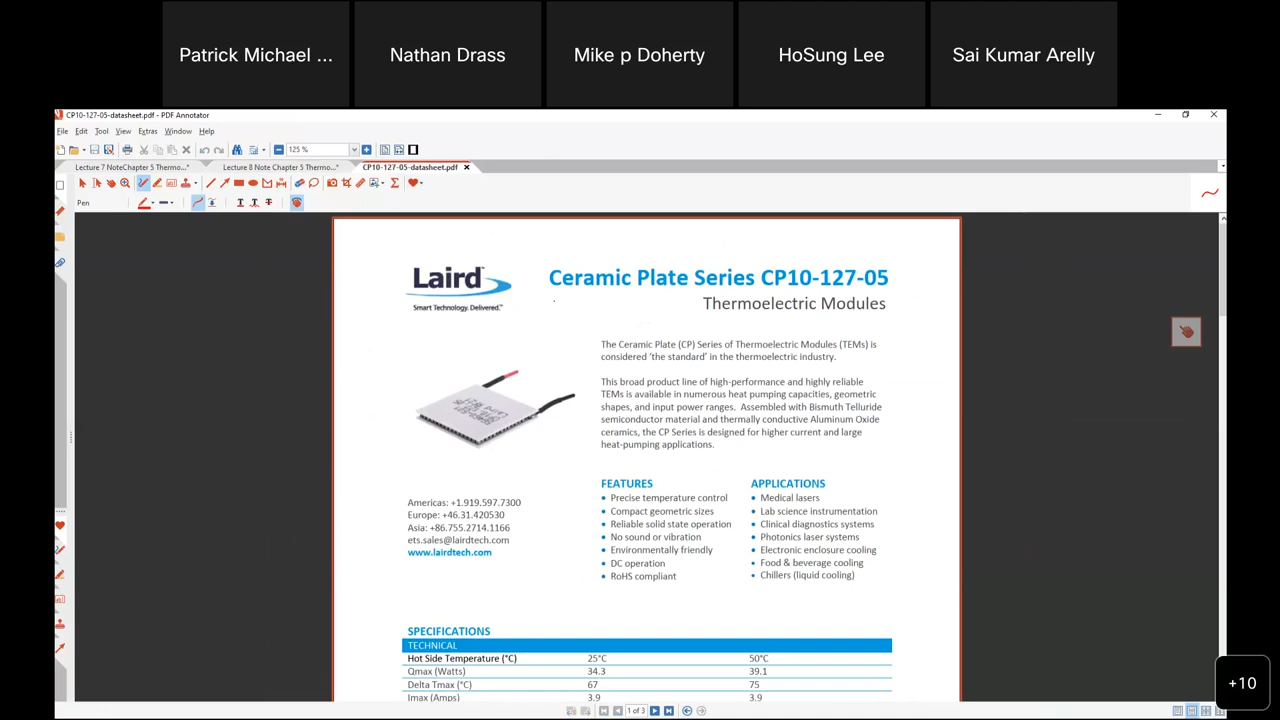 Patrick Michael ...
Nathan Drass
Mike p Doherty
HoSung Lee
Sai Kumar Arelly
CP10-127-05-datasheet.pdf - PDF Annotator
File Edit Tool View Extras Window Help
125 %
Lecture 7 NoteChapter 5 Thermo...*
Lecture 8 Note Chapter 5 Thermo...*
CP10-127-05-datasheet.pdf
Pen
Laird
Smart Technology. Delivered.™
Ceramic Plate Series CP10-127-05
Thermoelectric Modules
The Ceramic Plate (CP) Series of Thermoelectric Modules (TEMs) is
considered ‘the standard’ in the thermoelectric industry.
This broad product line of high-performance and highly reliable
TEMs is available in numerous heat pumping capacities, geometric
shapes, and input power ranges. Assembled with Bismuth Telluride
semiconductor material and thermally conductive Aluminum Oxide
ceramics, the CP Series is designed for higher current and large
heat-pumping applications.
Americas: +1.919.597.7300
Europe: +46.31.420530
Asia: +86.755.2714.1166
ets.sales@lairdtech.com
www.lairdtech.com
FEATURES
• Precise temperature control
• Compact geometric sizes
• Reliable solid state operation
• No sound or vibration
• Environmentally friendly
• DC operation
• RoHS compliant
APPLICATIONS
• Medical lasers
• Lab science instrumentation
• Clinical diagnostics systems
• Photonics laser systems
• Electronic enclosure cooling
• Food & beverage cooling
• Chillers (liquid cooling)
SPECIFICATIONS
TECHNICAL
Hot Side Temperature (°C) 25°C 50°C
Qmax (Watts) 34.3 39.1
Delta Tmax (°C) 67 75
Imax (Amps) 3.9 3.9
1 of 3
+10